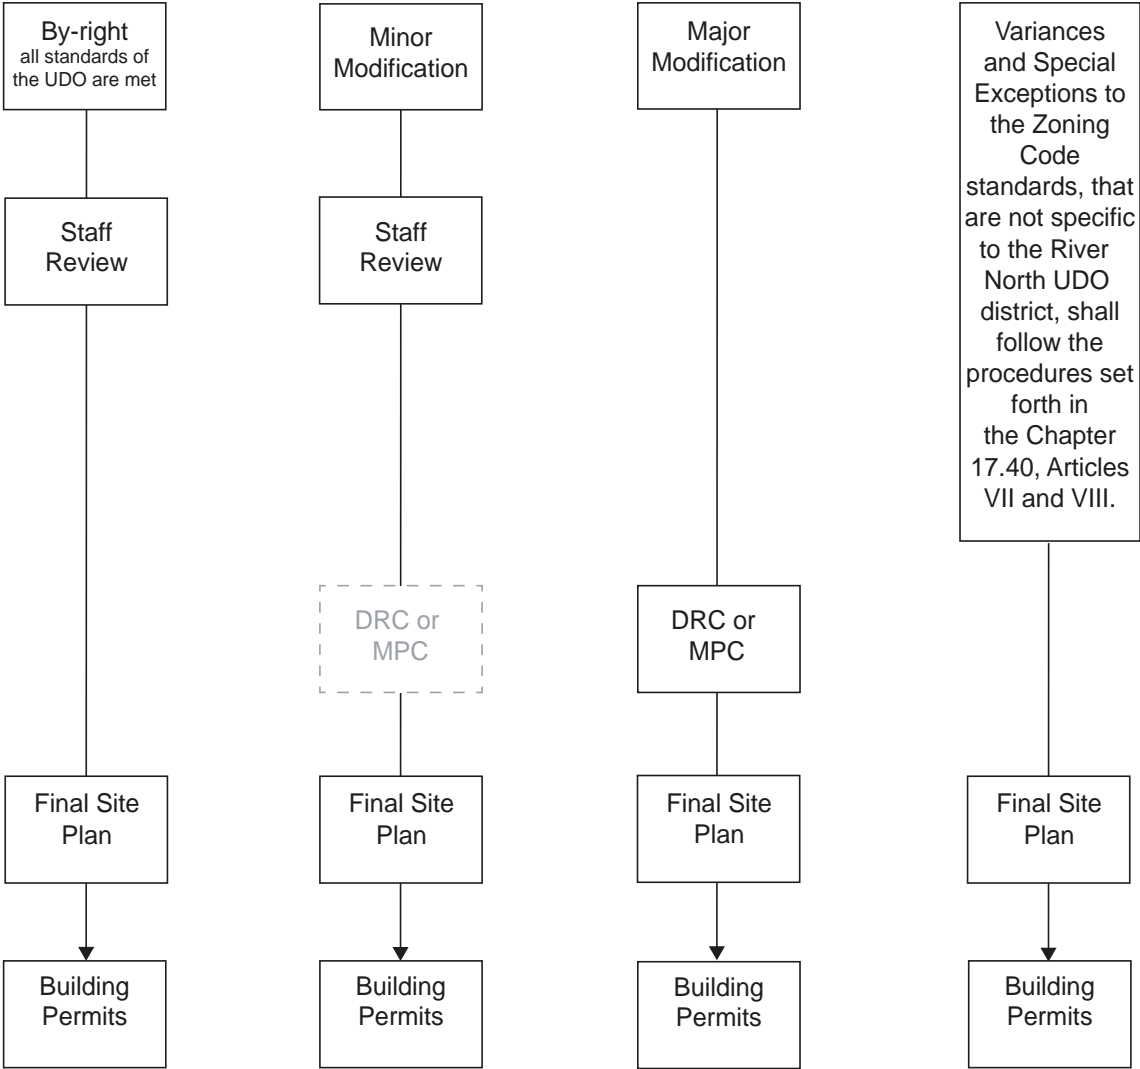 By-right
all standards of
the UDO are met
Staff
Review
Final Site
Plan
Building
Permits
Minor
Modification
Staff
Review
DRC or
MPC
Final Site
Plan
Building
Permits
Major
Modification
DRC or
MPC
Final Site
Plan
Building
Permits
Variances
and Special
Exceptions to
the Zoning
Code
standards, that
are not specific
to the River
North UDO
district, shall
follow the
procedures set
forth in
the Chapter
17.40, Articles
VII and VIII.
Final Site
Plan
Building
Permits